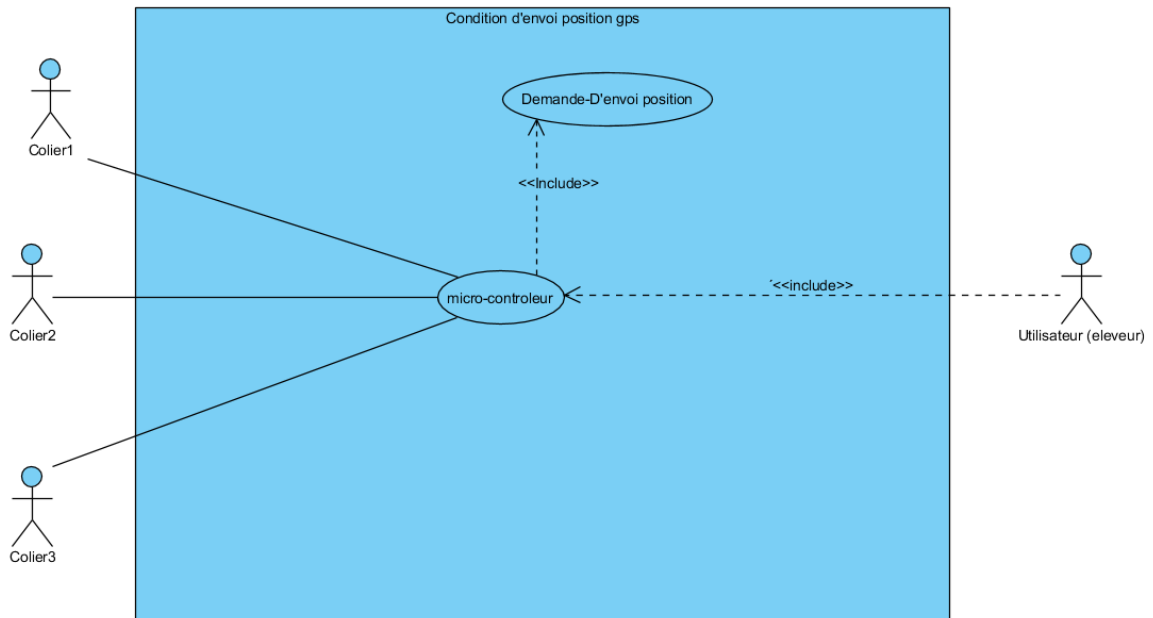 Condition d'envoi position gps
Demande-D'envoi position
Colier1
<<Include>>
micro-controleur
<<include>>
Colier2
Utilisateur (eleveur)
Colier3